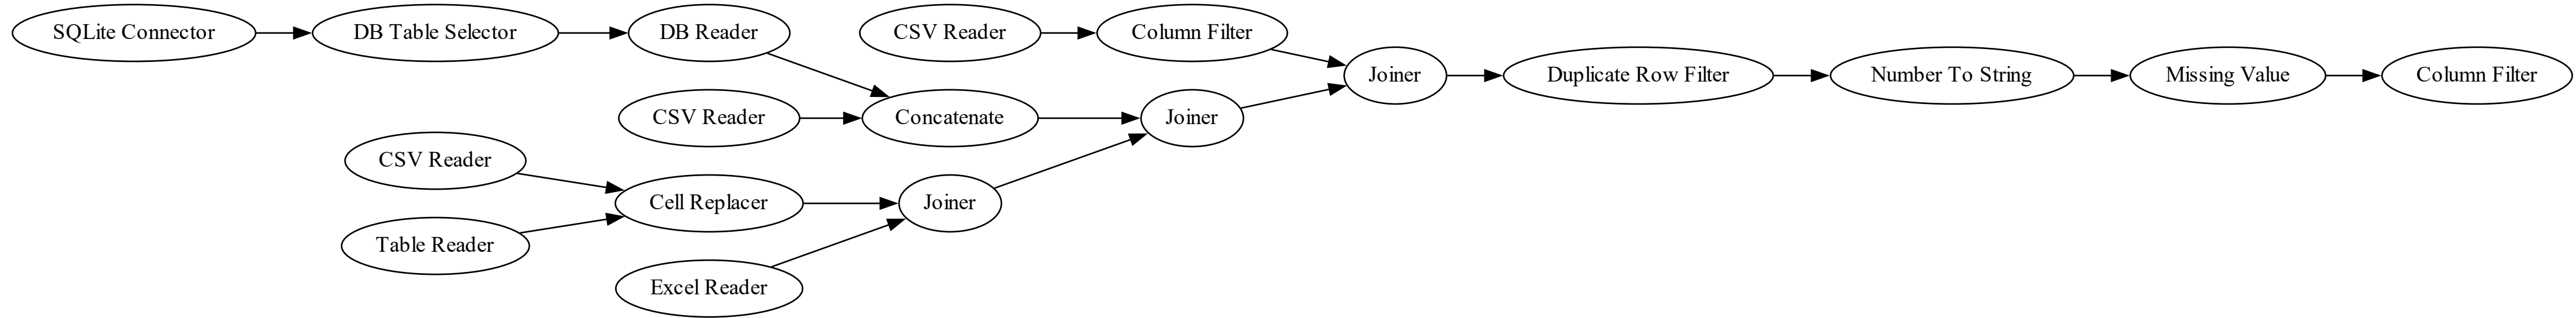 SQLite Connector
DB Table Selector
DB Reader
CSV Reader
Column Filter
CSV Reader
Concatenate
Joiner
Joiner
Duplicate Row Filter
Number To String
Missing Value
Column Filter
CSV Reader
Table Reader
Cell Replacer
Joiner
Excel Reader